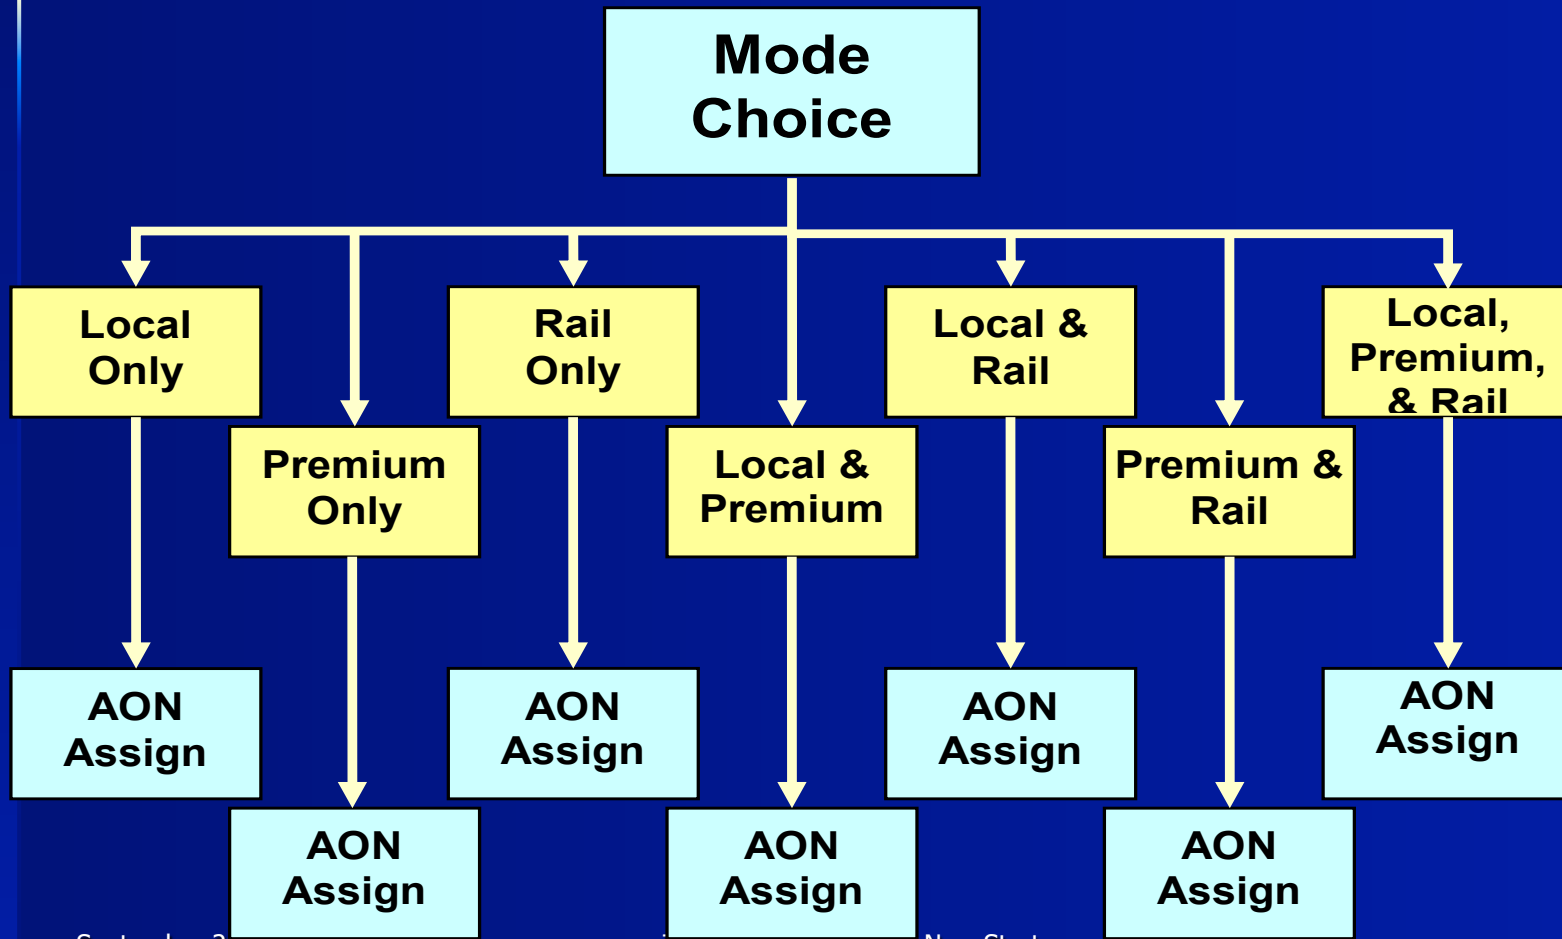 Mode
Choice
Local
Only
Rail
Only
Local &
Rail
Local,
Premium,
& Rail
Premium
Only
Local &
Premium
Premium &
Rail
AON
Assign
AON
Assign
AON
Assign
AON
Assign
AON
Assign
AON
Assign
AON
Assign